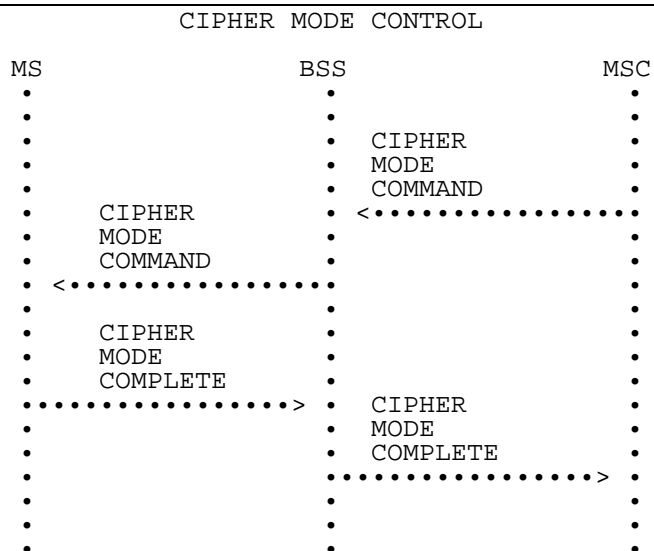 CIPHER MODE CONTROL
MS BSS MSC
CIPHER
MODE
COMMAND
CIPHER
MODE
COMMAND
CIPHER
MODE
COMPLETE
CIPHER
MODE
COMPLETE